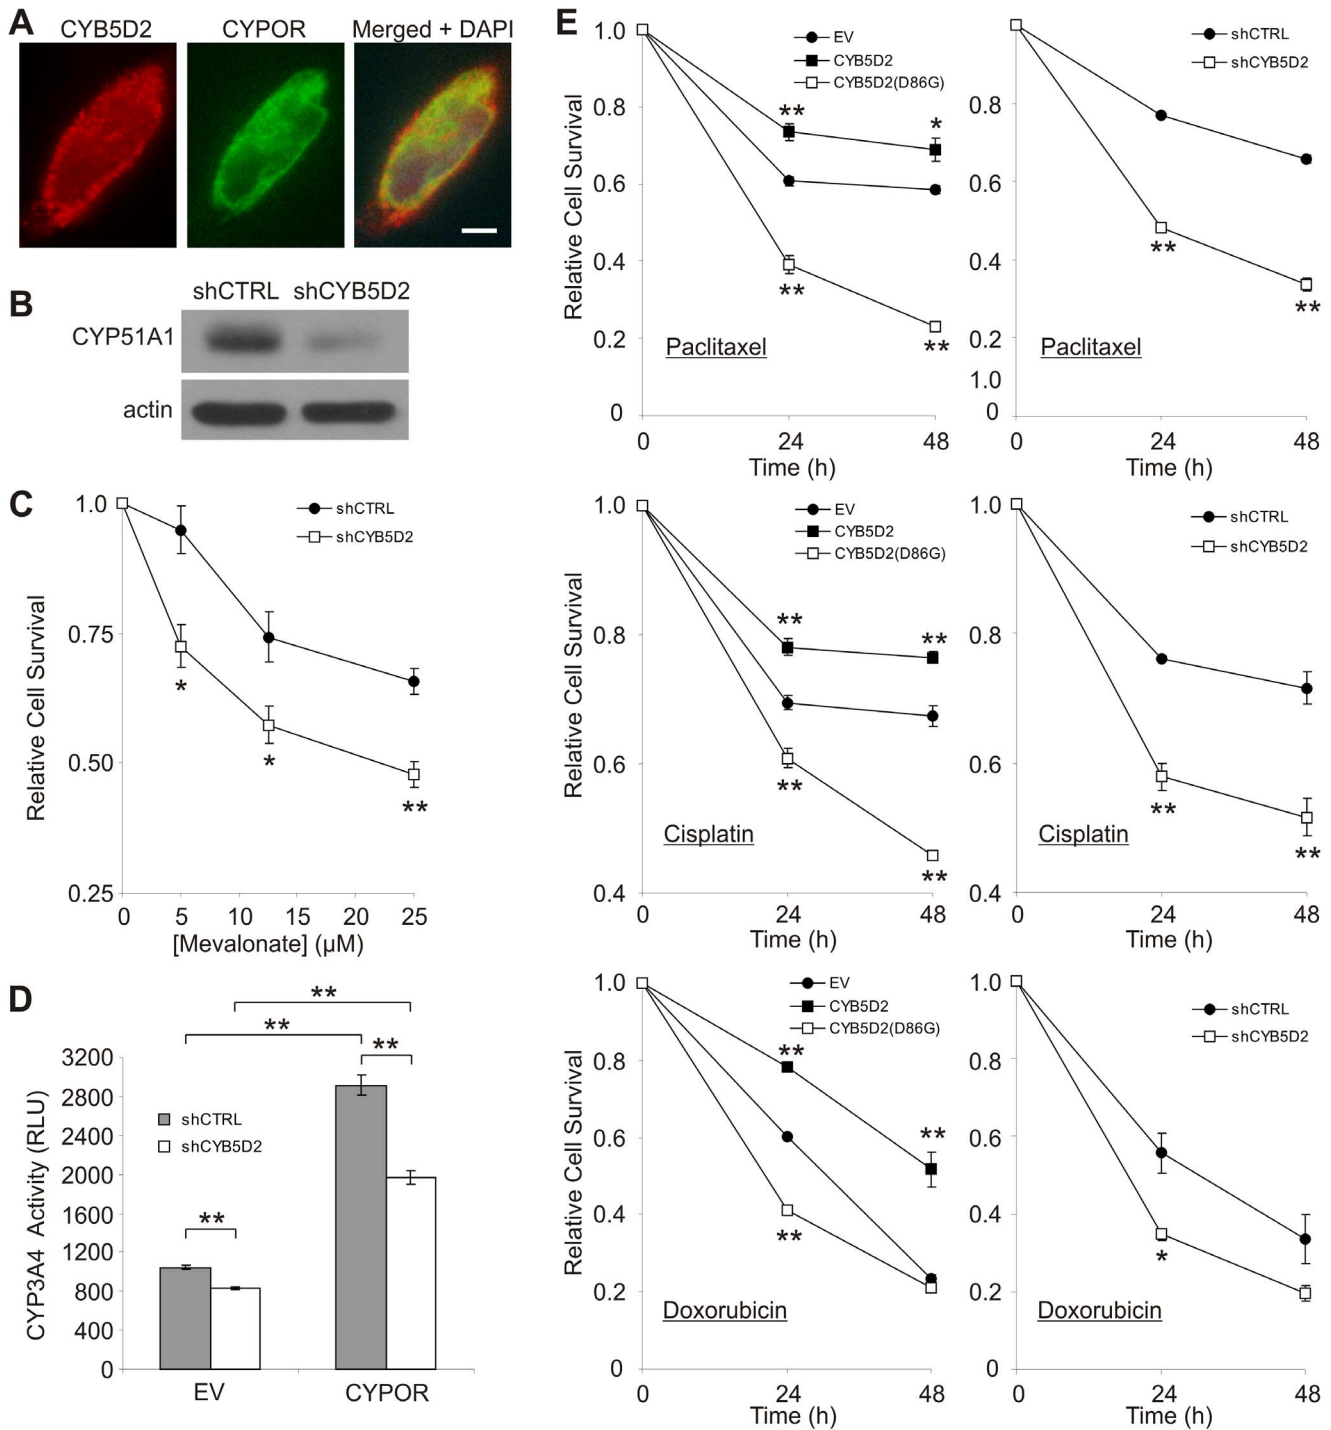 A
CYB5D2 CYPOR Merged + DAPI
B
shCTRL shCYB5D2
CYP51A1
actin
C
1.0
0.75
0.50
0.25
Relative Cell Survival
shCTRL
shCYB5D2
*
*
**
0 5 10 15 20 25
[Mevalonate] (µM)
D
**
**
**
**
3200
2800
2400
2000
1600
1200
800
400
0
CYP3A4 Activity (RLU)
shCTRL
shCYB5D2
EV CYPOR
E
1.0
0.8
0.6
0.4
0.2
0
Relative Cell Survival
EV
CYB5D2
CYB5D2(D86G)
** *
**
**
Paclitaxel
0 24 48
Time (h)
0.8
0.6
0.4
0.2
1.0
0
shCTRL
shCYB5D2
**
**
Paclitaxel
0 24 48
Time (h)
1.0
0.8
0.6
0.4
Relative Cell Survival
EV
CYB5D2
CYB5D2(D86G)
** **
**
**
Cisplatin
0 24 48
Time (h)
1.0
0.8
0.6
0.4
shCTRL
shCYB5D2
**
**
Cisplatin
0 24 48
Time (h)
1.0
0.8
0.6
0.4
0.2
0
Relative Cell Survival
EV
CYB5D2
CYB5D2(D86G)
**
**
**
Doxorubicin
0 24 48
Time (h)
1.0
0.8
0.6
0.4
0.2
0
shCTRL
shCYB5D2
*
Doxorubicin
0 24 48
Time (h)